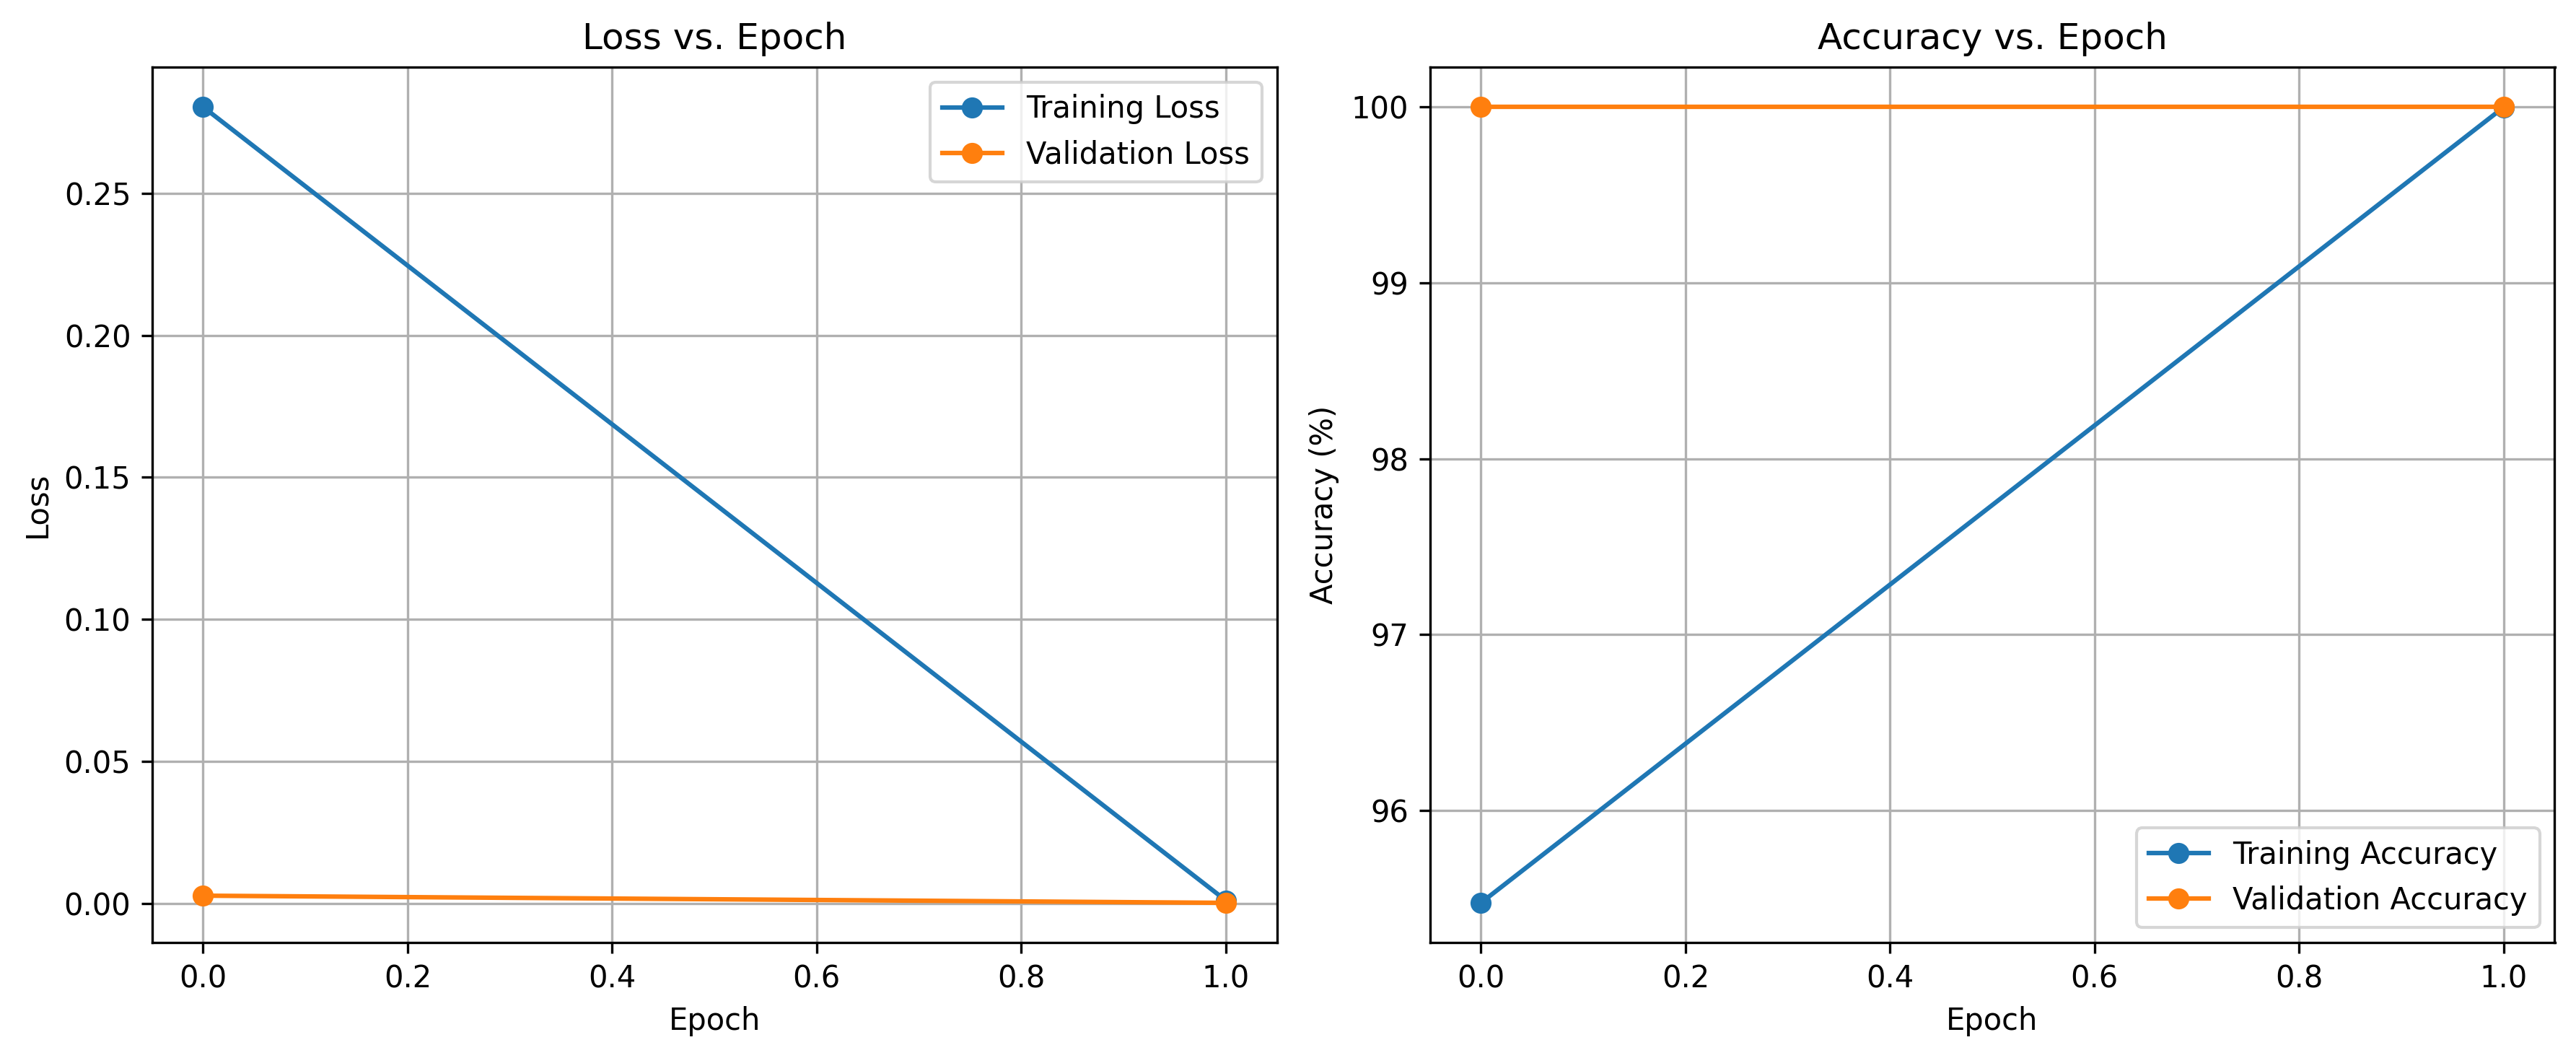 Loss vs. Epoch
Training Loss
Validation Loss
0.25
0.20
0.15
0.10
0.05
0.00
Loss
0.0 0.2 0.4 0.6 0.8 1.0
Epoch
Accuracy vs. Epoch
100
99
98
97
96
Accuracy (%)
Training Accuracy
Validation Accuracy
0.0 0.2 0.4 0.6 0.8 1.0
Epoch